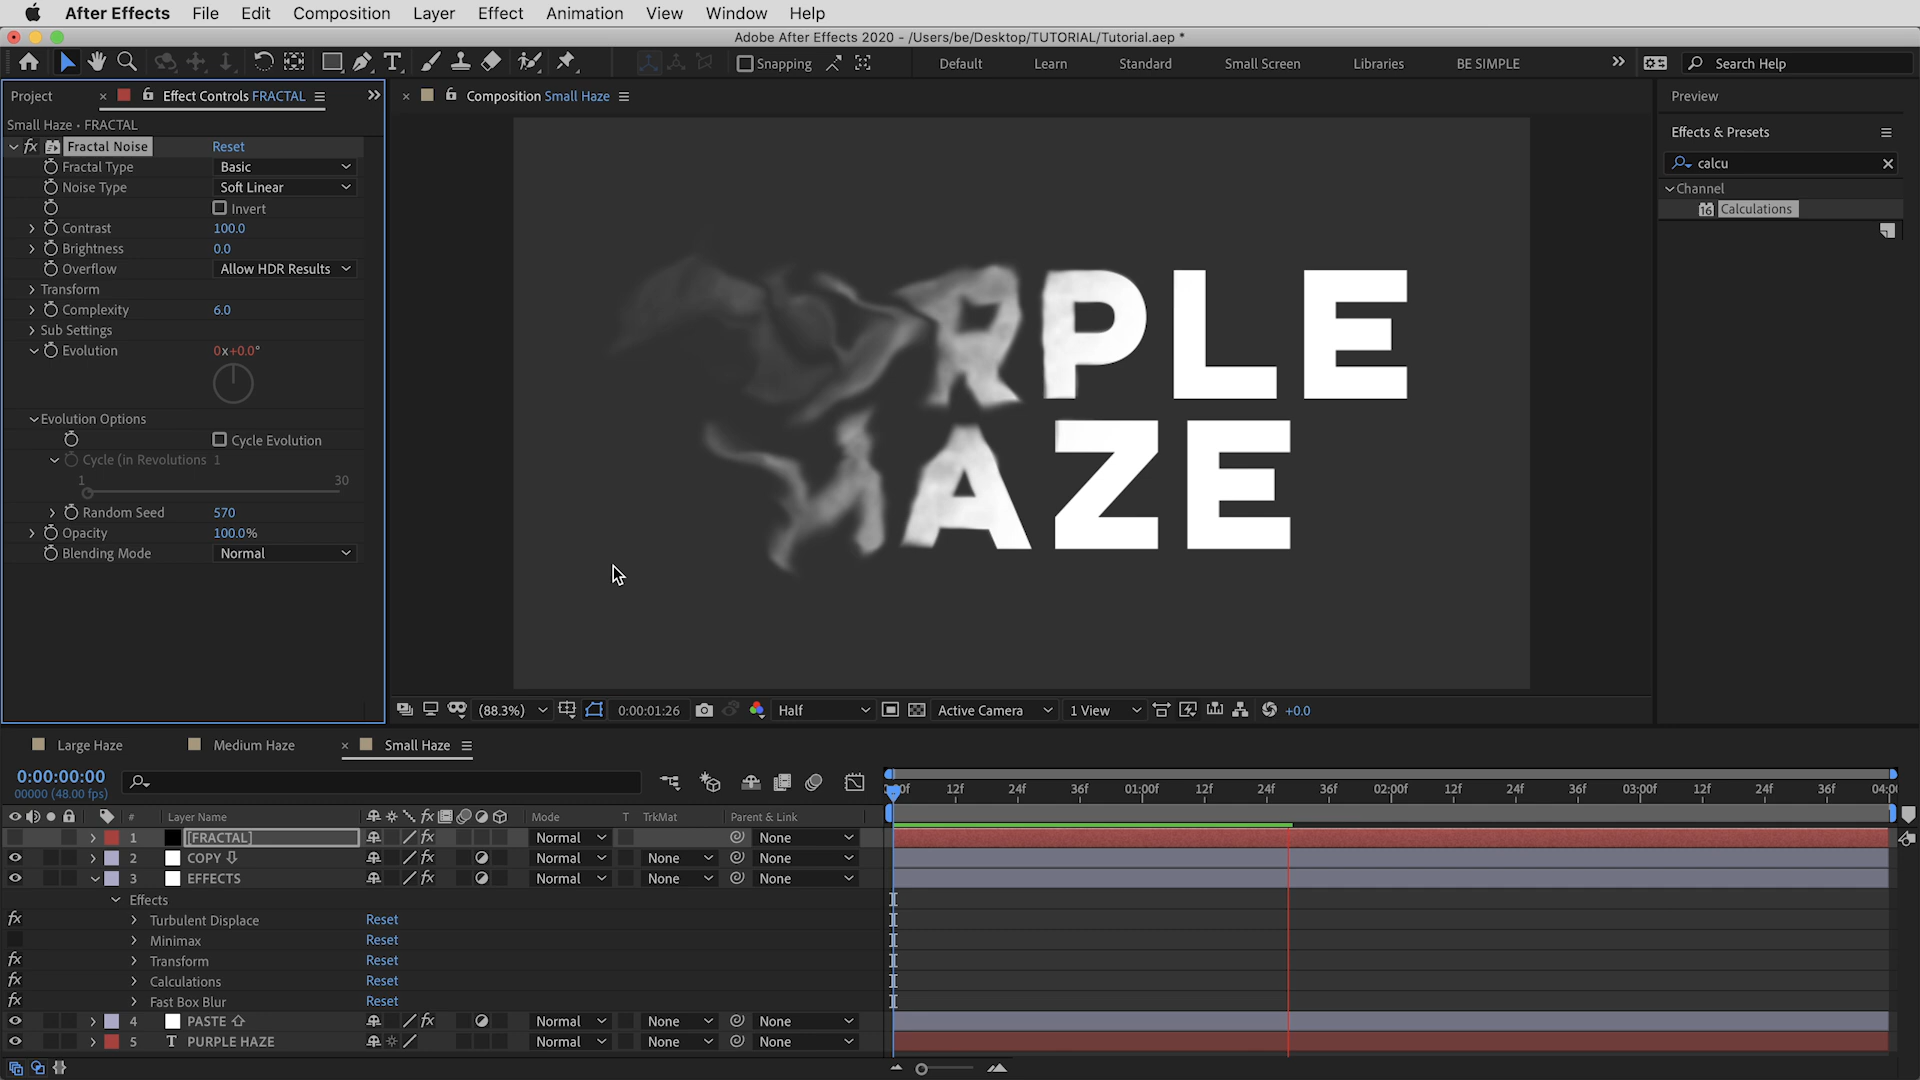 After Effects File Edit Composition Layer Effect Animation View Window Help
Adobe After Effects 2020 - /Users/be/Desktop/TUTORIAL/Tutorial.aep *
Snapping Default Learn Standard Small Screen Libraries BE SIMPLE Search Help
Project Effect Controls FRACTAL
Composition Small Haze
Preview
Small Haze • FRACTAL
Fractal Noise Reset
Fractal Type Basic
Noise Type Soft Linear
Invert
Contrast 100.0
Brightness 0.0
Overflow Allow HDR Results
Transform
Complexity 6.0
Sub Settings
Evolution 0x+0.0°
Evolution Options
Cycle Evolution
Cycle (in Revolutions 1
1 30
Random Seed 570
Opacity 100.0%
Blending Mode Normal
RPLE
HAZE
Effects & Presets
calcu
Channel
16 Calculations
(88.3%) 0:00:01:26 Half Active Camera 1 View +0.0
Large Haze Medium Haze Small Haze
0:00:00:00
00000 (48.00 fps)
12f 24f 36f 01:00f 12f 24f 36f 02:00f 12f 24f 36f 03:00f 12f 24f 36f
# Layer Name Mode T TrkMat Parent & Link
1 [FRACTAL] Normal None
2 COPY Normal None None
3 EFFECTS Normal None None
Effects
fx Turbulent Displace Reset
Minimax Reset
fx Transform Reset
fx Calculations Reset
fx Fast Box Blur Reset
4 PASTE Normal None None
5 T PURPLE HAZE Normal None None